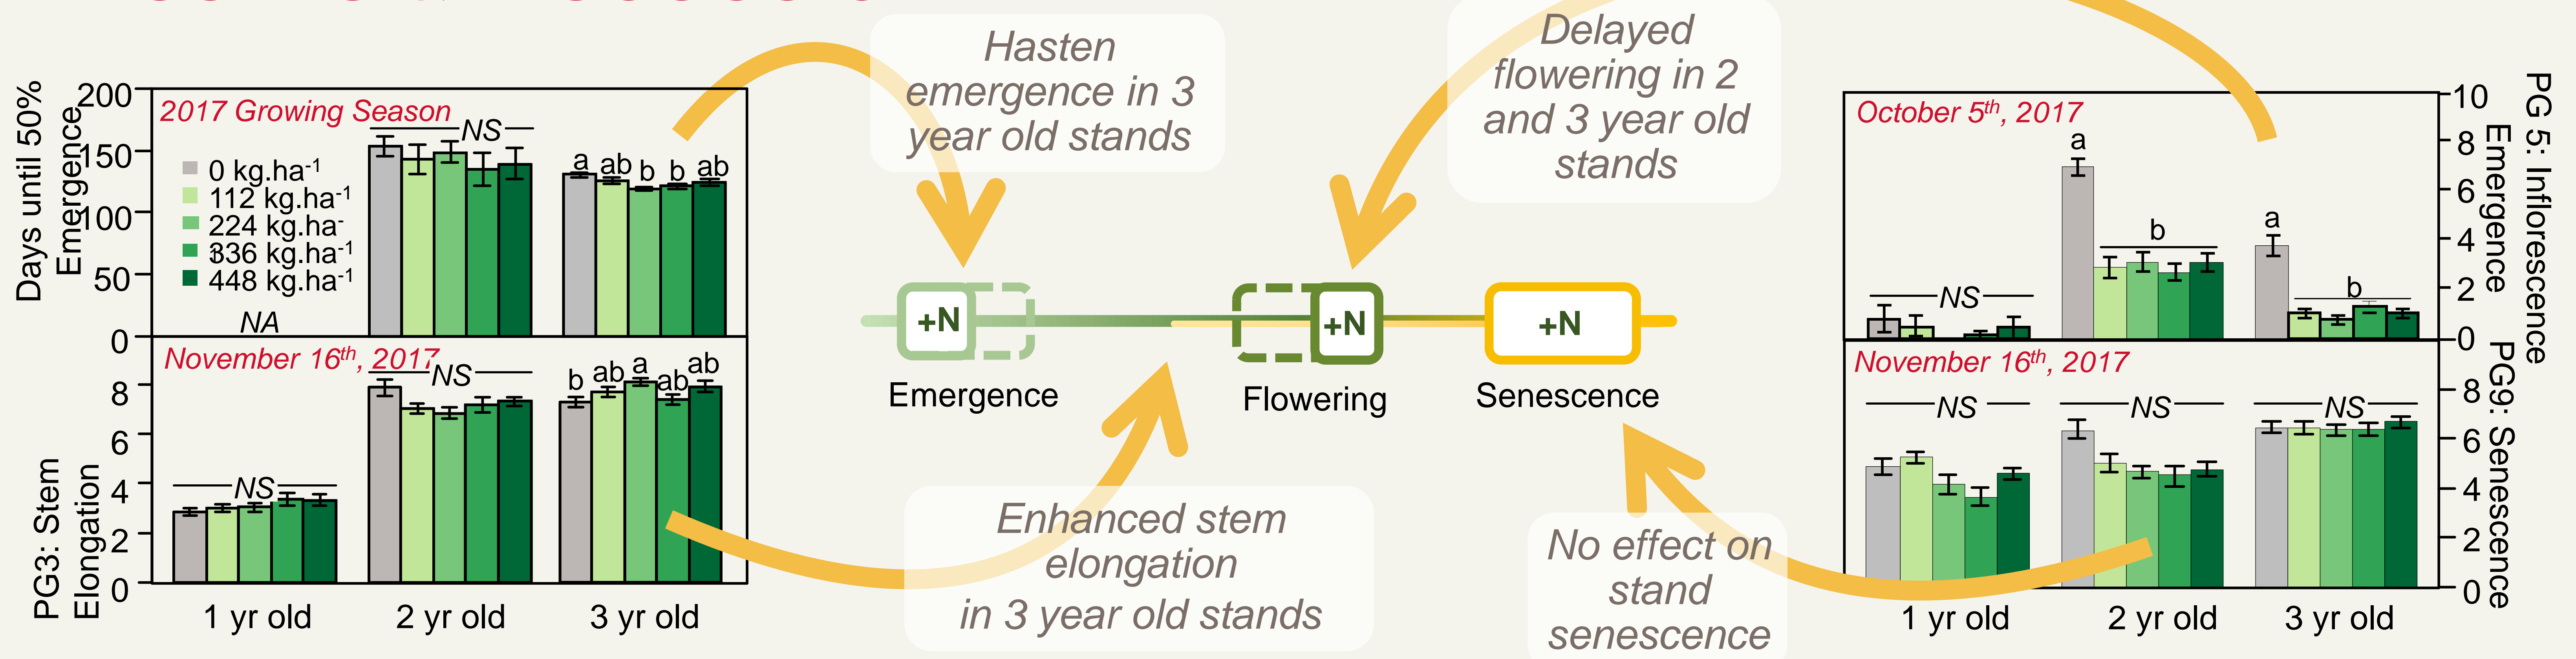 Days until 50%
Emergence
200
150
100
50
0
2017 Growing Season
0 kg.ha-1
112 kg.ha-1
224 kg.ha-
336 kg.ha-1
448 kg.ha-1
NA
NS
a ab b b ab
PG3: Stem
Elongation
8
6
4
2
0
November 16th, 2017
NS
NS
b ab a ab ab
1 yr old
2 yr old
3 yr old
Hasten
emergence in 3
year old stands
Delayed
flowering in 2
and 3 year old
stands
+N
+N
+N
Emergence
Flowering
Senescence
Enhanced stem
elongation
in 3 year old stands
No effect on
stand
senescence
October 5th, 2017
NS
a
b
a
b
10
8
6
4
2
0
PG 5: Inflorescence
Emergence
November 16th, 2017
NS
NS
NS
8
6
4
2
0
PG9: Senescence
1 yr old
2 yr old
3 yr old